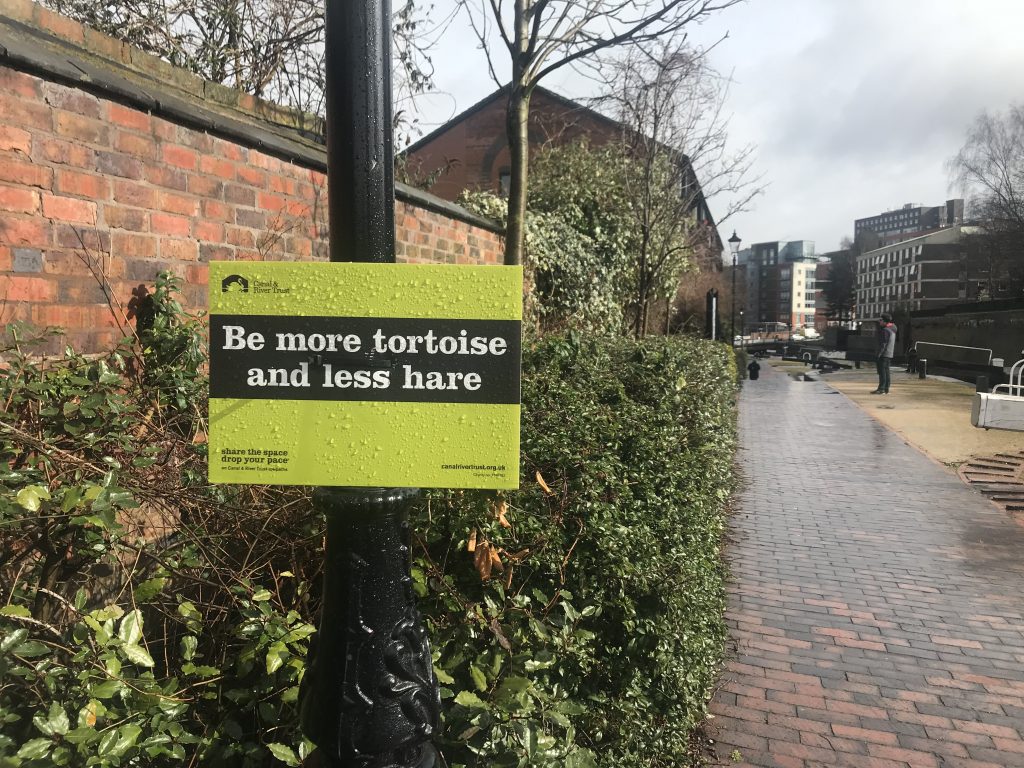 Canal &
River Trust
Be more tortoise
and less hare
share the space
drop your pace
on Canal & River Trust towpaths
canalrivertrust.org.uk